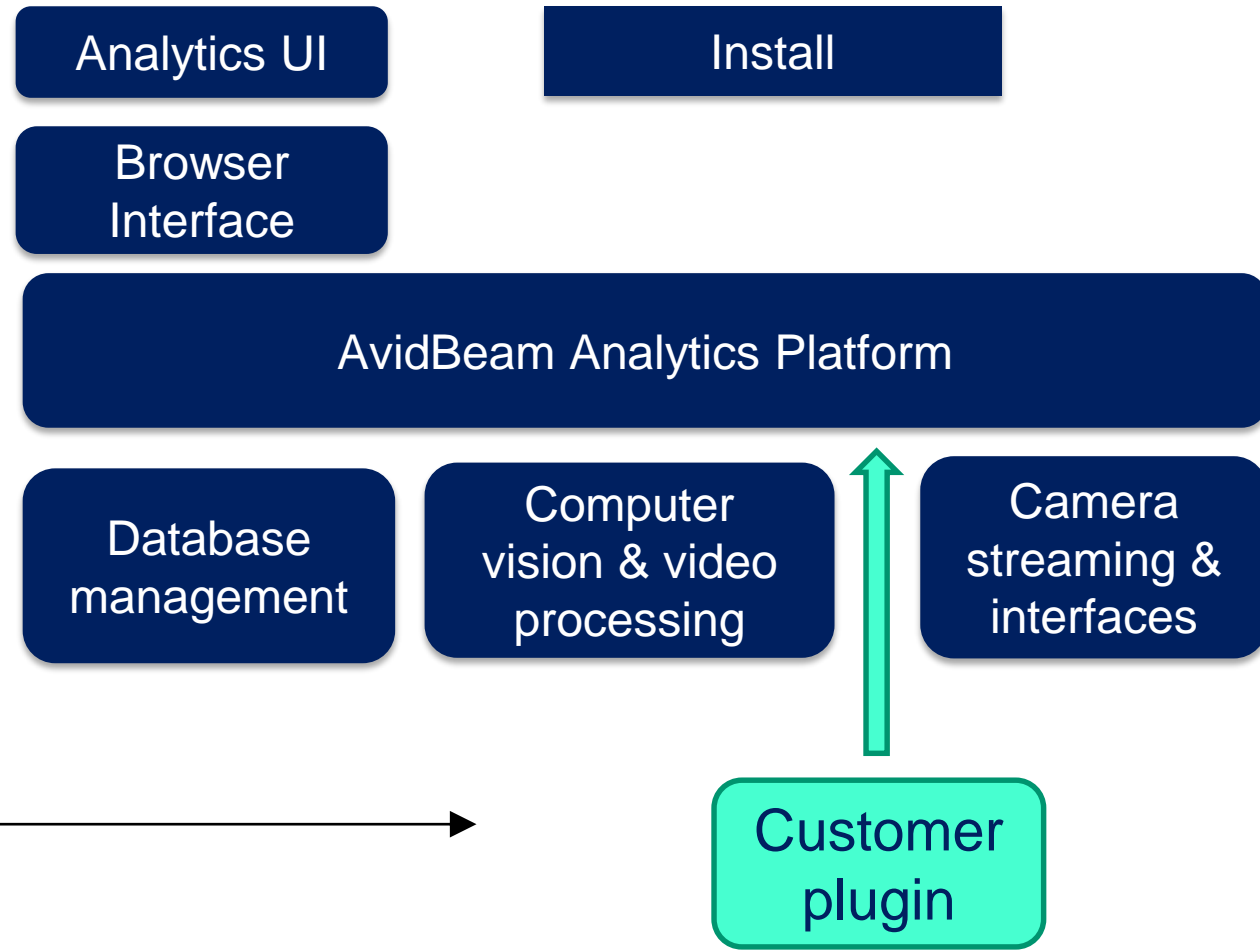 Analytics UI
Install
Browser
Interface
AvidBeam Analytics Platform
Database
management
Computer
vision & video
processing
Camera
streaming &
interfaces
Customer
plugin